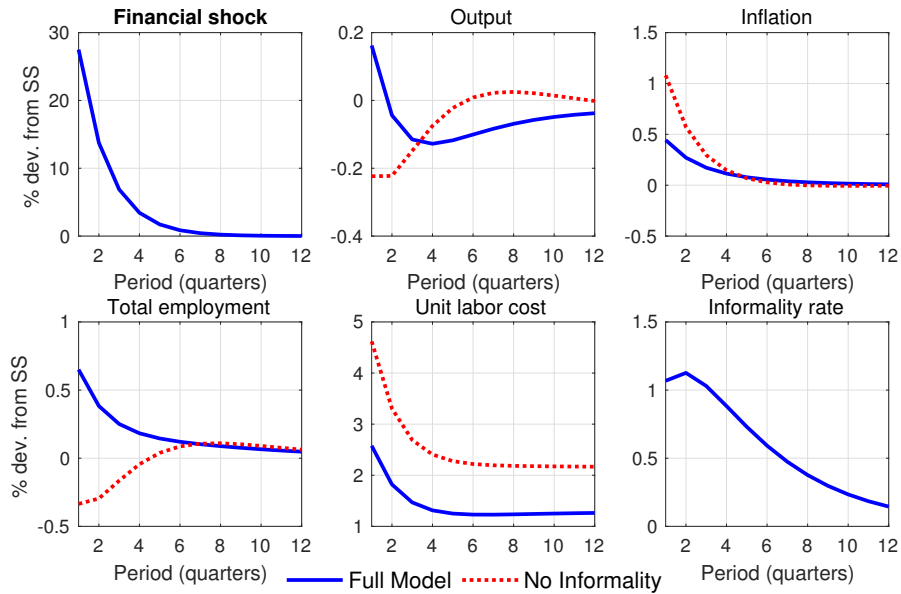 Financial shock
Output
Inflation
% dev. from SS
30
20
10
0
2 4 6 8 10 12
Period (quarters)
0.2
0
-0.2
-0.4
2 4 6 8 10 12
Period (quarters)
1.5
1
0.5
0
-0.5
2 4 6 8 10 12
Period (quarters)
Total employment
Unit labor cost
Informality rate
% dev. from SS
1
0.5
0
-0.5
2 4 6 8 10 12
Period (quarters)
5
4
3
2
1
2 4 6 8 10 12
Period (quarters)
1.5
1
0.5
0
2 4 6 8 10 12
Period (quarters)
Full Model No Informality